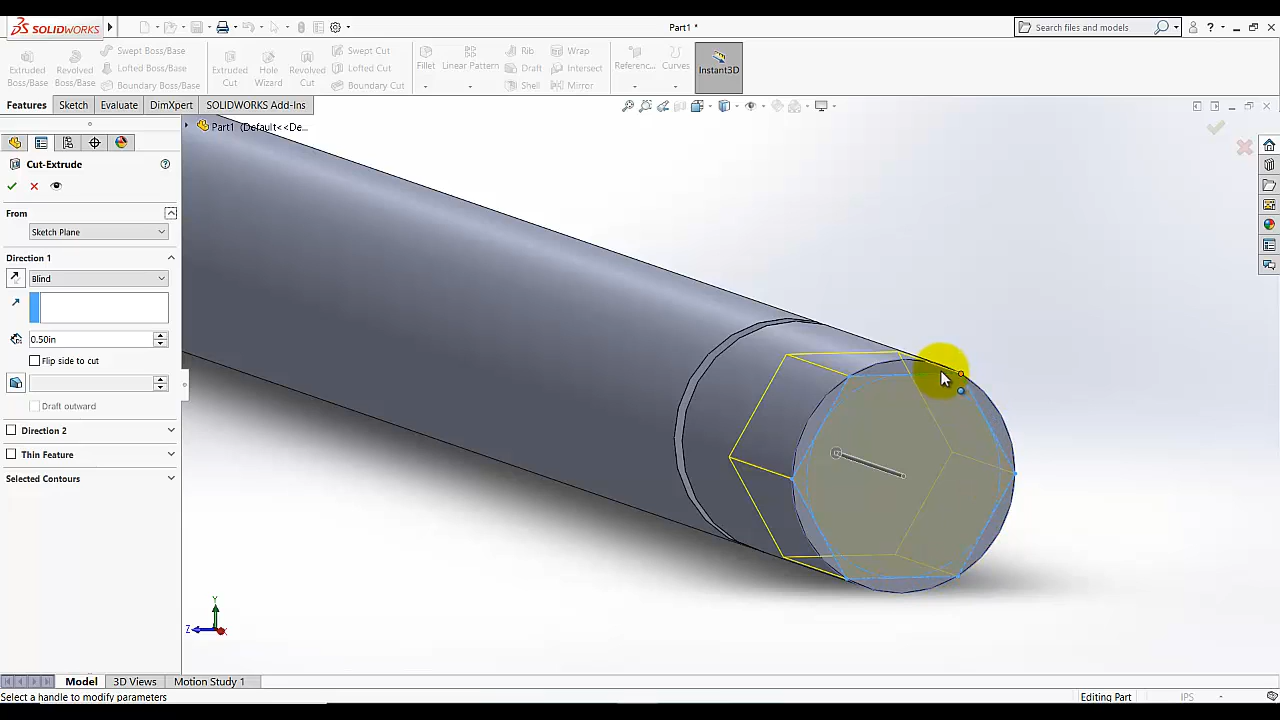 SOLIDWORKS
Part1 *
Search files and models
?
Extruded Boss/Base
Revolved Boss/Base
Swept Boss/Base
Lofted Boss/Base
Boundary Boss/Base
Extruded Cut
Hole Wizard
Revolved Cut
Swept Cut
Lofted Cut
Boundary Cut
Fillet
Linear Pattern
Rib
Draft
Shell
Wrap
Intersect
Mirror
Referenc...
Curves
Instant3D
Features
Sketch
Evaluate
DimXpert
SOLIDWORKS Add-Ins
Part1 (Default<<De...
Cut-Extrude
?
From
Sketch Plane
Direction 1
Blind
0.50in
Flip side to cut
Draft outward
Direction 2
Thin Feature
Selected Contours
Y
Z
X
Model
3D Views
Motion Study 1
Select a handle to modify parameters
Editing Part
IPS